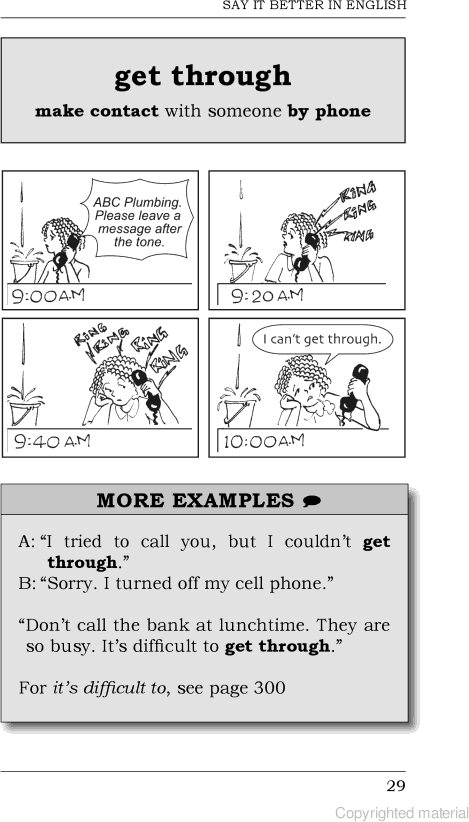 SAY IT BETTER IN ENGLISH
get through
make contact with someone by phone
ABC Plumbing.
Please leave a
message after
the tone.
9:00 A.M
RING
RING
RING
9:20 A.M
RING
RING
RING
RING
9:40 A.M
I can't get through.
10:00 A.M
MORE EXAMPLES
A: “I tried to call you, but I couldn't get
through.”
B: “Sorry. I turned off my cell phone.”
“Don't call the bank at lunchtime. They are
so busy. It's difficult to get through.”
For it's difficult to, see page 300
29
Copyrighted material